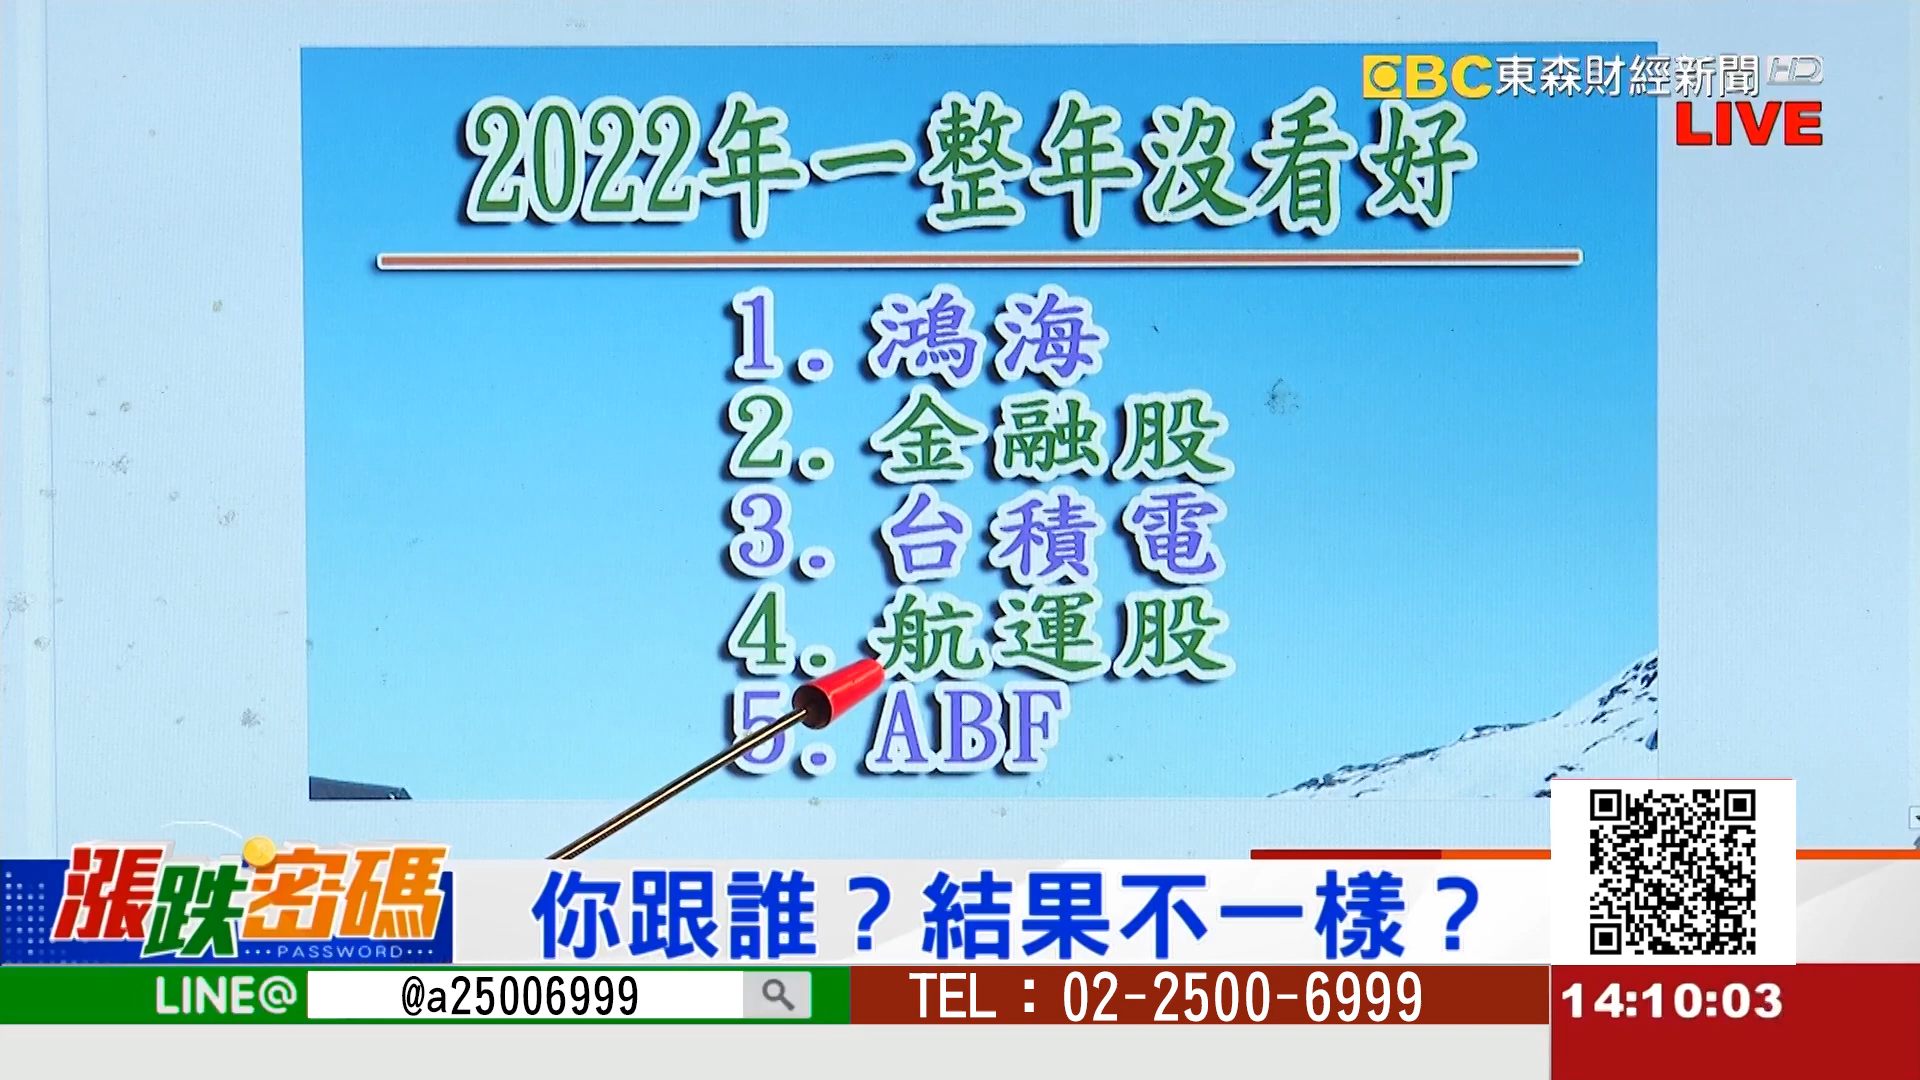 EBC東森財經新聞HD
LIVE
2022年一整年沒看好
1.鴻海
2.金融股
3.台積電
4.航運股
5.ABF
漲跌密碼
PASSWORD
你跟誰？結果不一樣？
LINE@ @a25006999
TEL：02-2500-6999
14:10:03